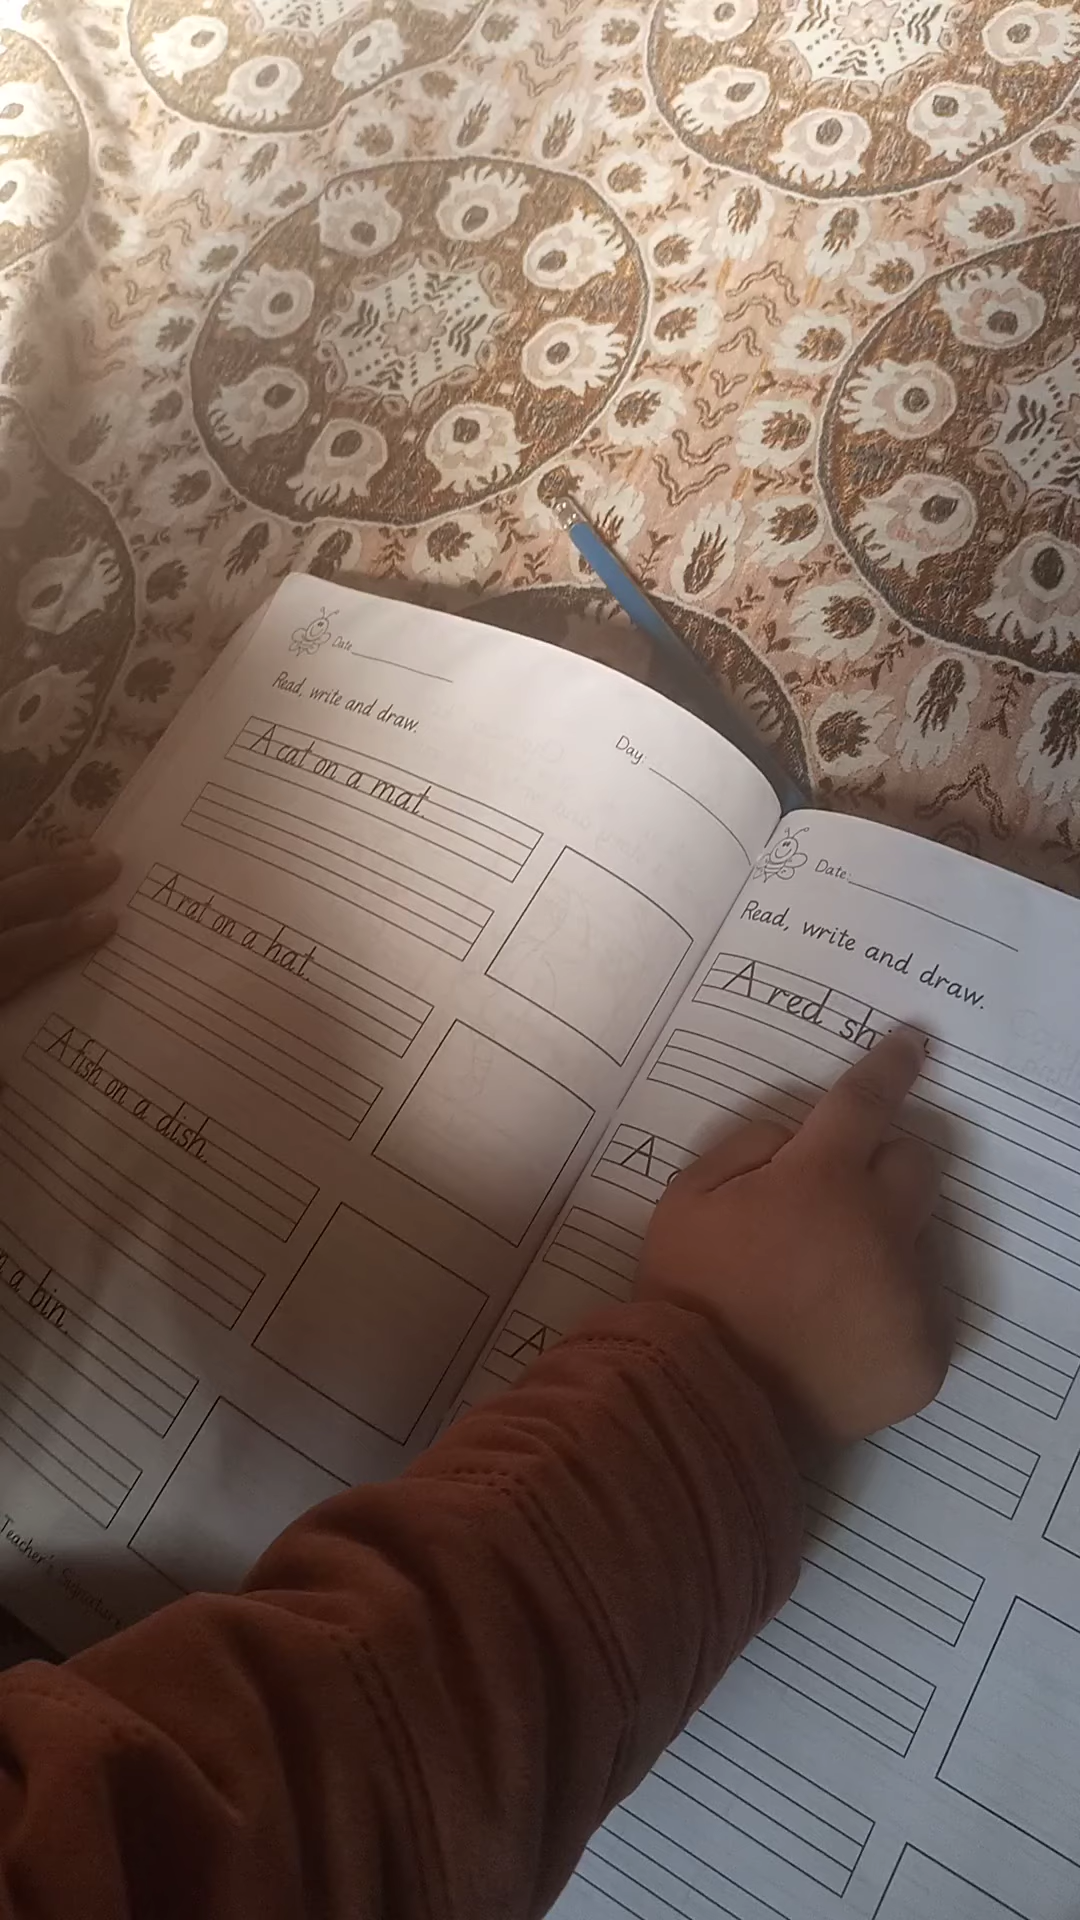 Date
Day:
Read, write and draw.
A cat on a mat.
A rat on a hat.
A fish on a dish.
a bin.
Teacher's Signature
Date:
Read, write and draw.
A red
A
A